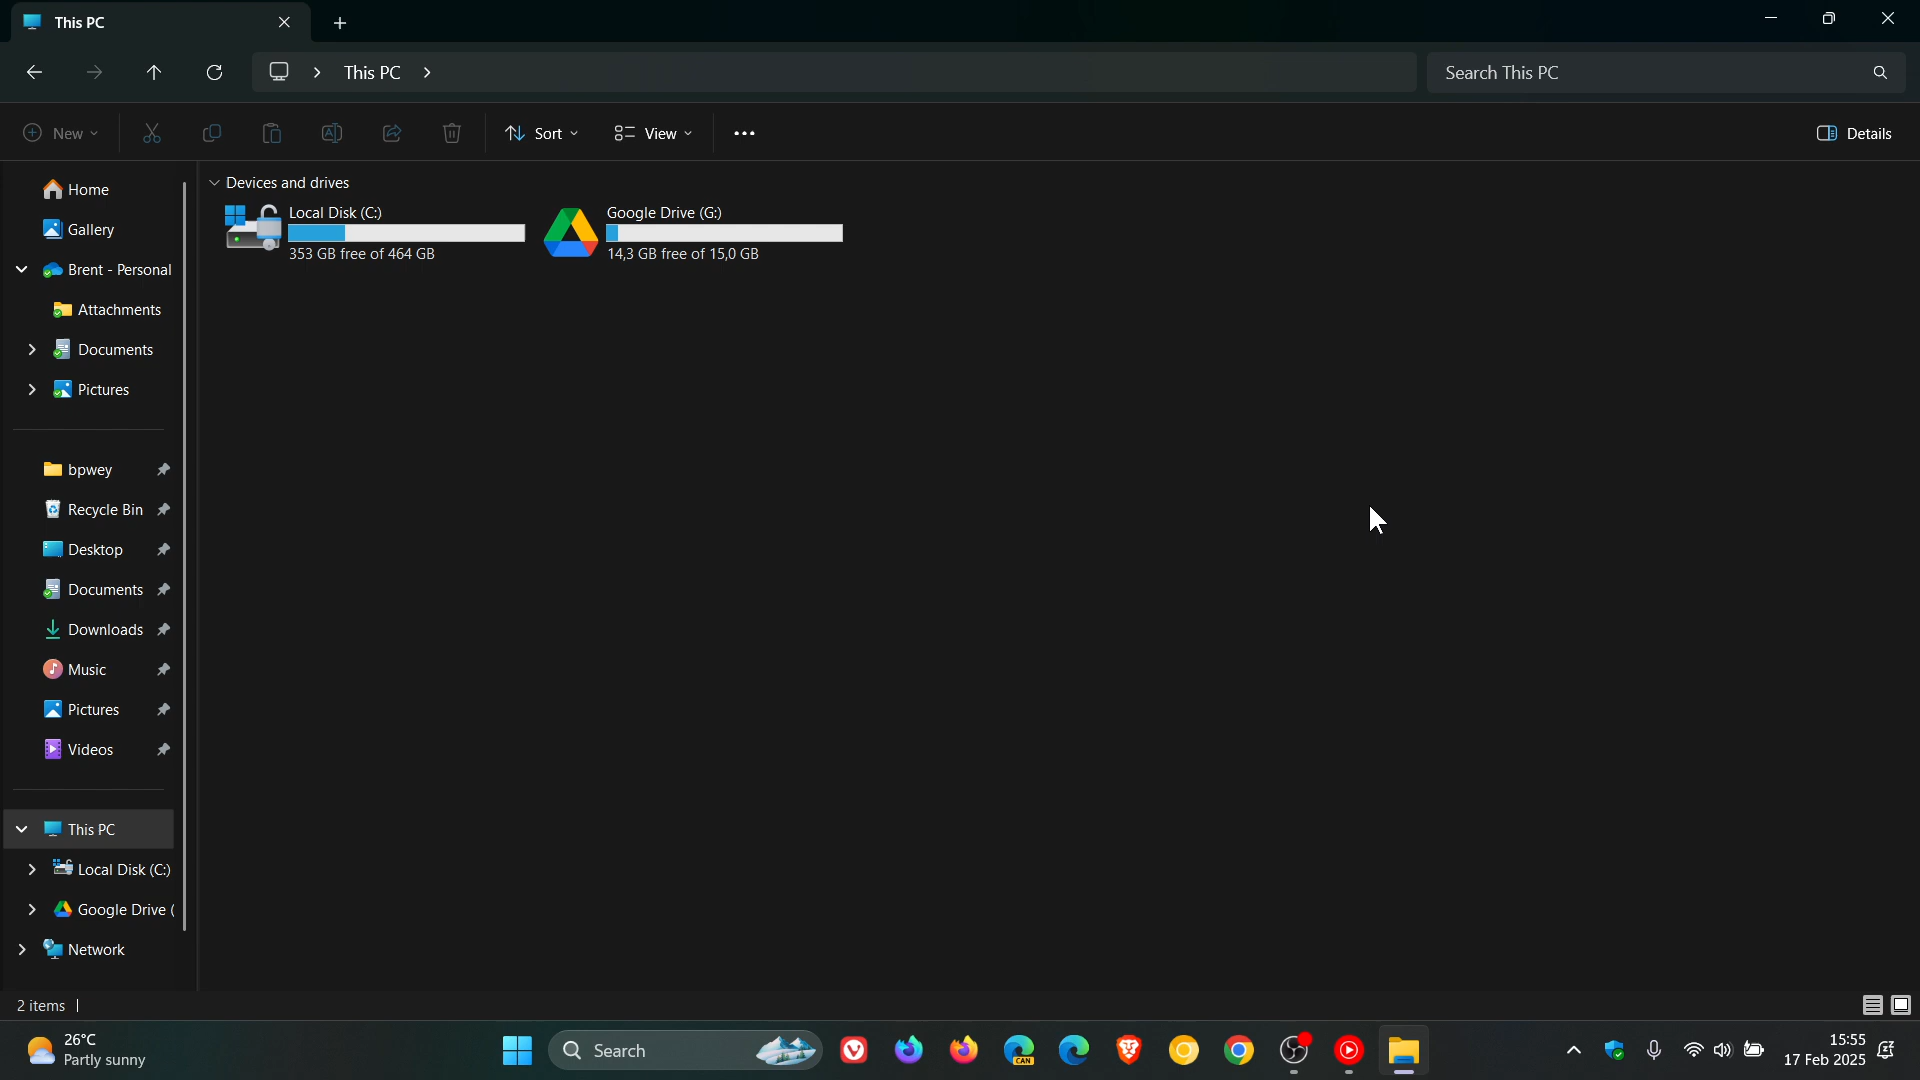 This PC
This PC
Search This PC
New
Sort
View
Details
Home
Gallery
Brent - Personal
Attachments
Documents
Pictures
bpwey
Recycle Bin
Desktop
Documents
Downloads
Music
Pictures
Videos
This PC
Local Disk (C:)
Google Drive (
Network
Devices and drives
Local Disk (C:)
353 GB free of 464 GB
Google Drive (G:)
14,3 GB free of 15,0 GB
2 items
26°C
Partly sunny
Search
CAN
15:55
17 Feb 2025